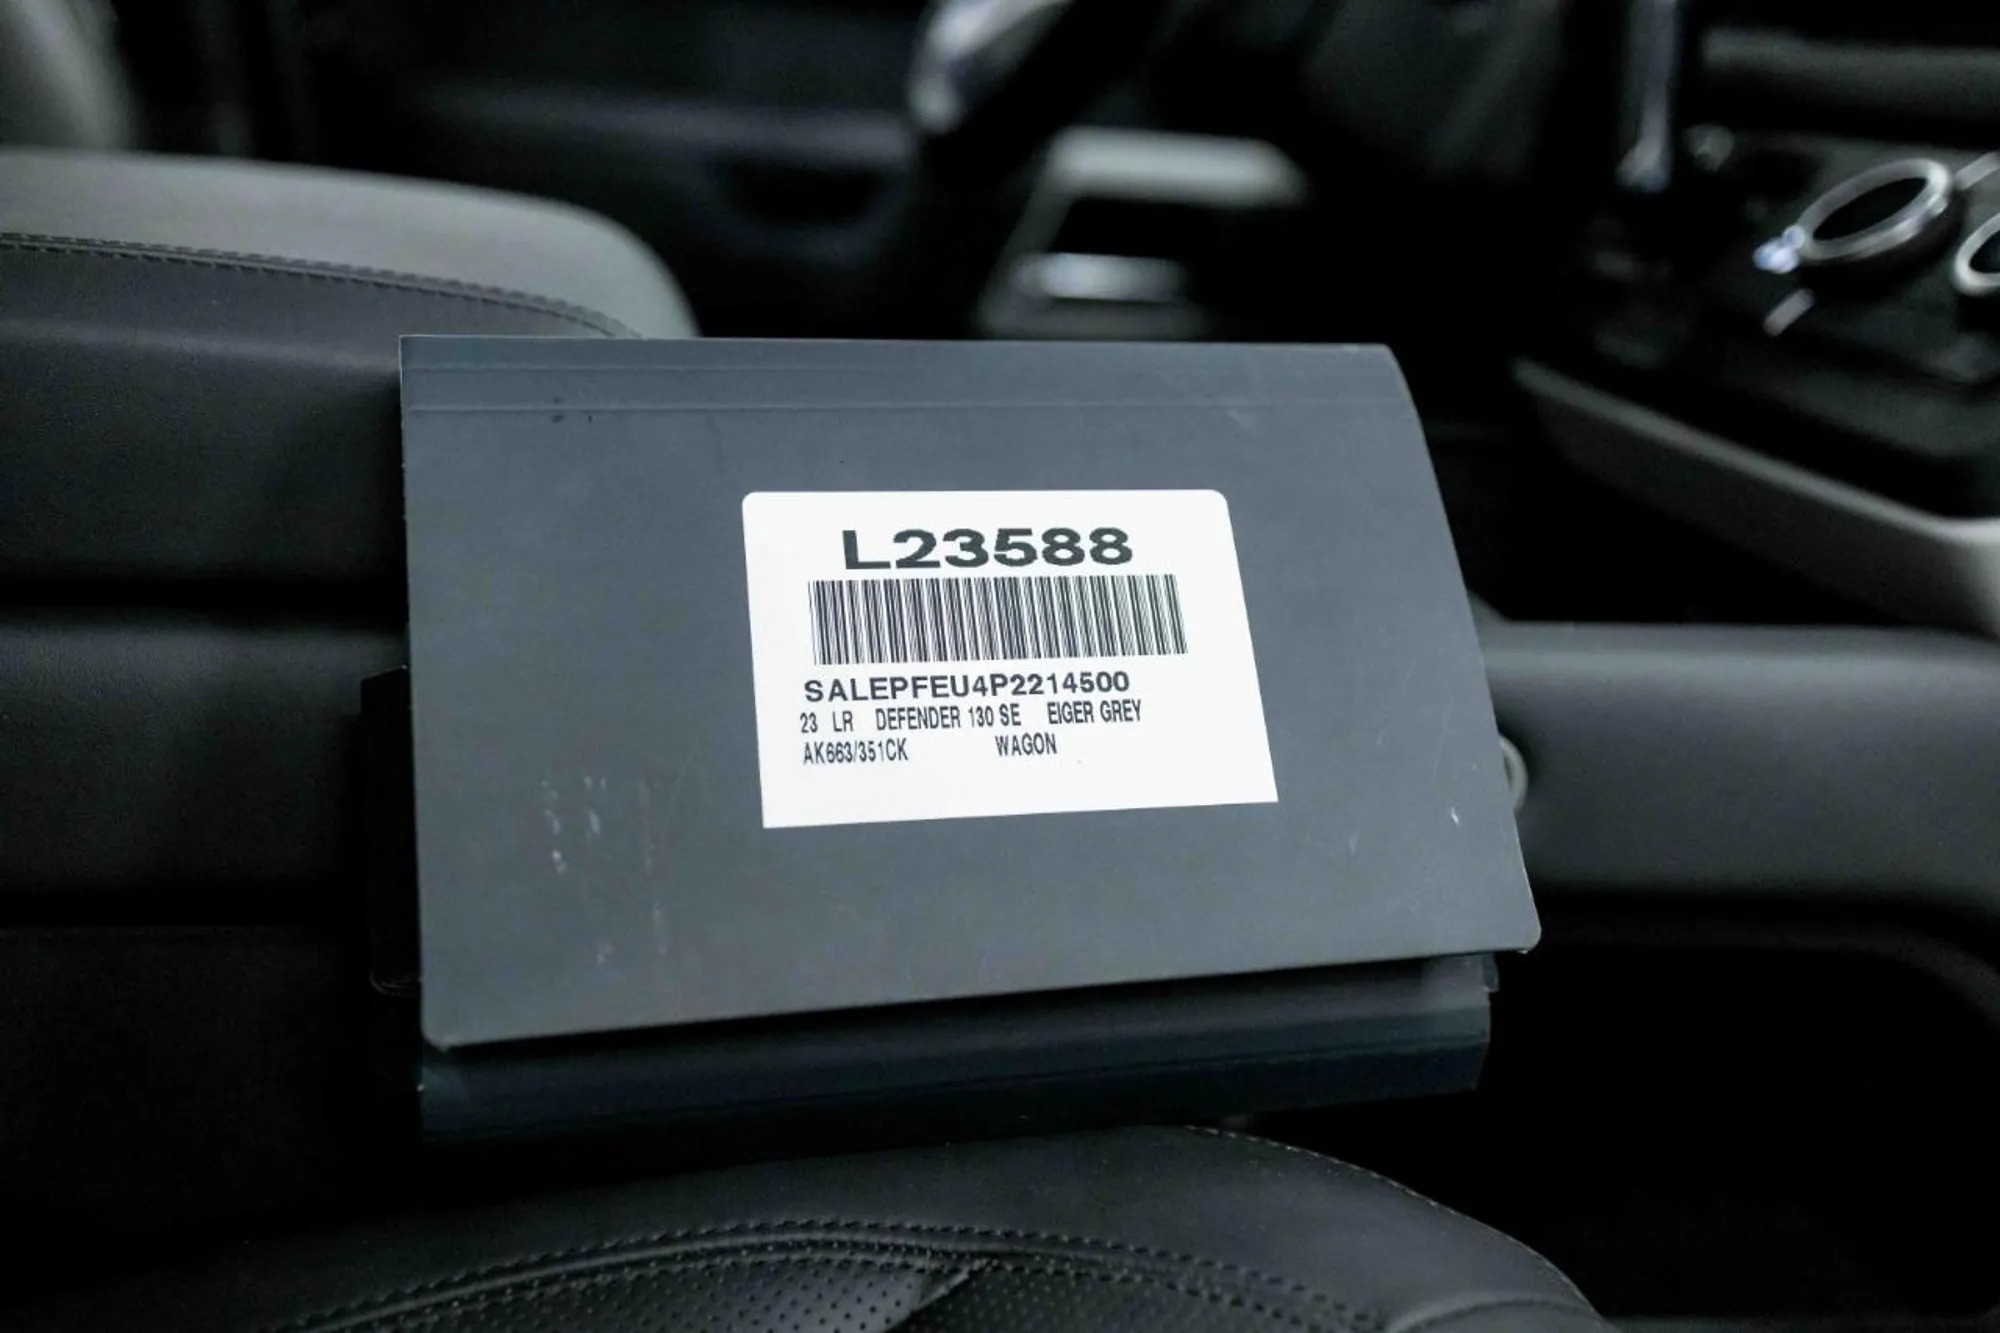 L23588
SALEPFEU4P2214500
23 LR DEFENDER 130 SE EIGER GREY
AK663/351CK WAGON